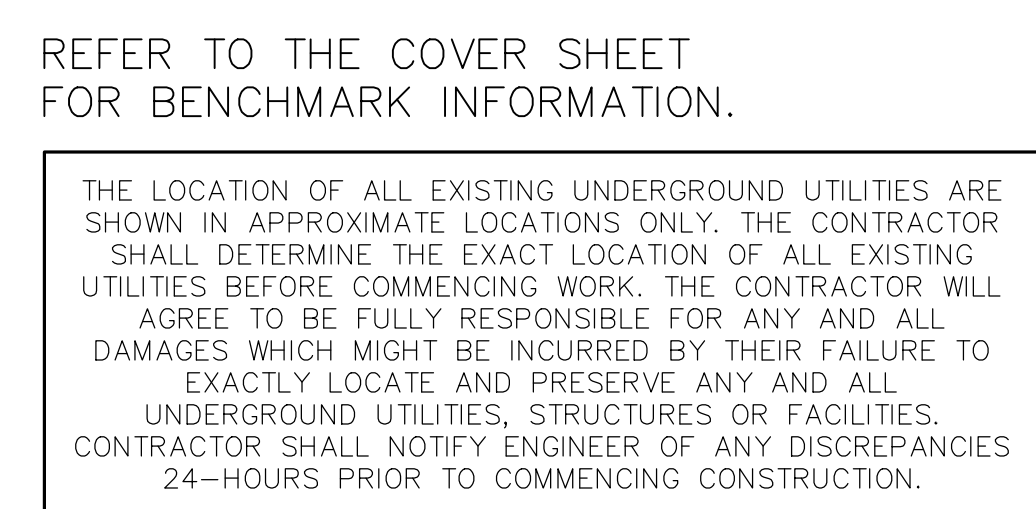 REFER TO THE COVER SHEET
FOR BENCHMARK INFORMATION.
THE LOCATION OF ALL EXISTING UNDERGROUND UTILITIES ARE
SHOWN IN APPROXIMATE LOCATIONS ONLY. THE CONTRACTOR
SHALL DETERMINE THE EXACT LOCATION OF ALL EXISTING
UTILITIES BEFORE COMMENCING WORK. THE CONTRACTOR WILL
AGREE TO BE FULLY RESPONSIBLE FOR ANY AND ALL
DAMAGES WHICH MIGHT BE INCURRED BY THEIR FAILURE TO
EXACTLY LOCATE AND PRESERVE ANY AND ALL
UNDERGROUND UTILITIES, STRUCTURES OR FACILITIES.
CONTRACTOR SHALL NOTIFY ENGINEER OF ANY DISCREPANCIES
24-HOURS PRIOR TO COMMENCING CONSTRUCTION.